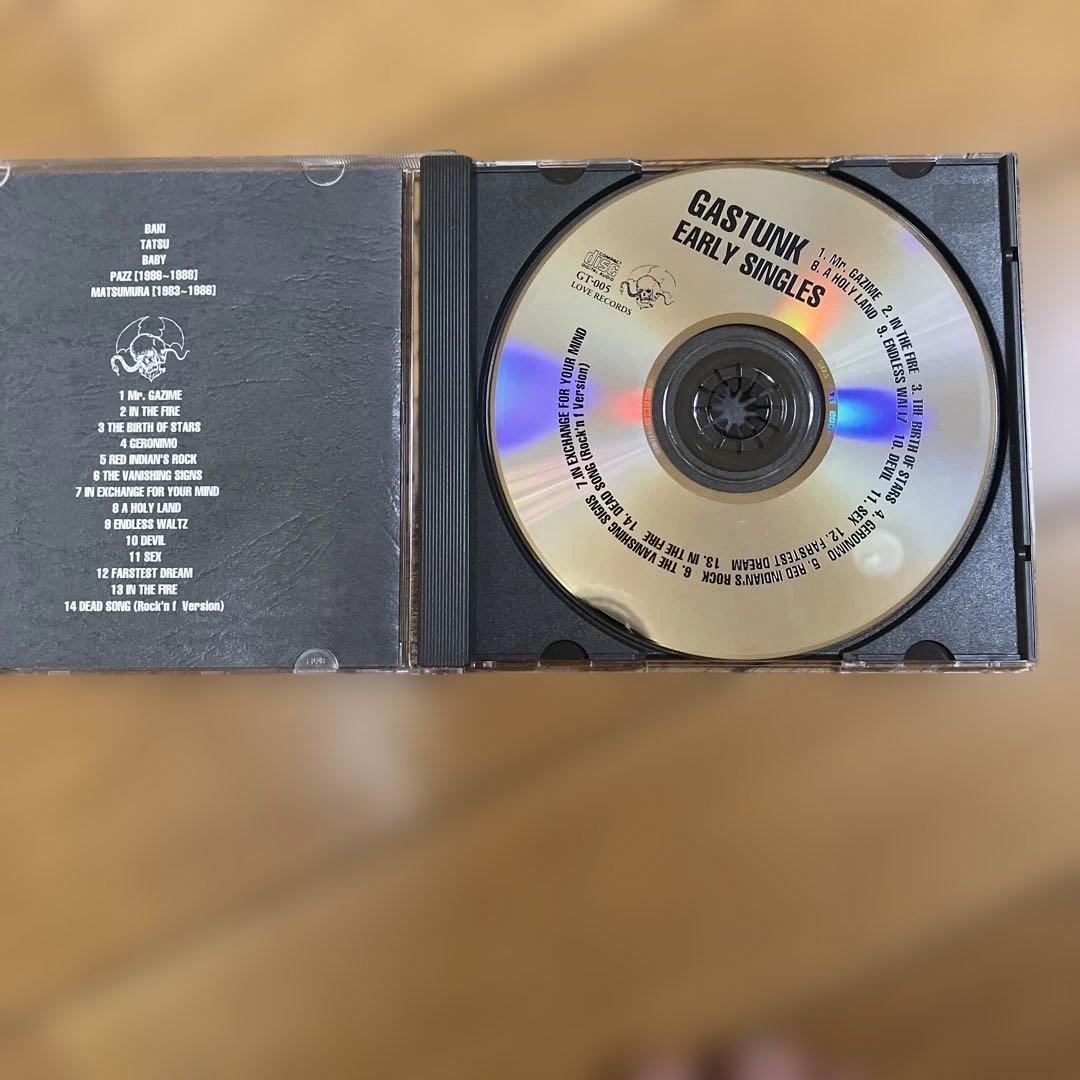 BAKI
TATSU
BABY
PAZZ [1986~1988]
MATSUMURA [1983~1986]
1 Mr. GAZIME
2 IN THE FIRE
3 THE BIRTH OF STARS
4 GERONIMO
5 RED INDIAN'S ROCK
6 THE VANISHING SIGNS
7 IN EXCHANGE FOR YOUR MIND
8 A HOLY LAND
9 ENDLESS WALTZ
10 DEVIL
11 SEX
12 FARSTEST DREAM
13 IN THE FIRE
14 DEAD SONG (Rock'n f Version)
GASTUNK
EARLY SINGLES
COMPACT
disc
DIGITAL AUDIO
GT-005
LOVE RECORDS
1. Mr. GAZIME 2. IN THE FIRE 3. THE BIRTH OF STARS 4. GERONIMO 5. RED INDIAN'S ROCK 6. THE VANISHING SIGNS 7.IN EXCHANGE FOR YOUR MIND
8. A HOLY LAND 9. ENDLESS WALTZ 10. DEVIL 11. SEX 12. FARSTEST DREAM 13. IN THE FIRE 14. DEAD SONG (Rock'n f Version)